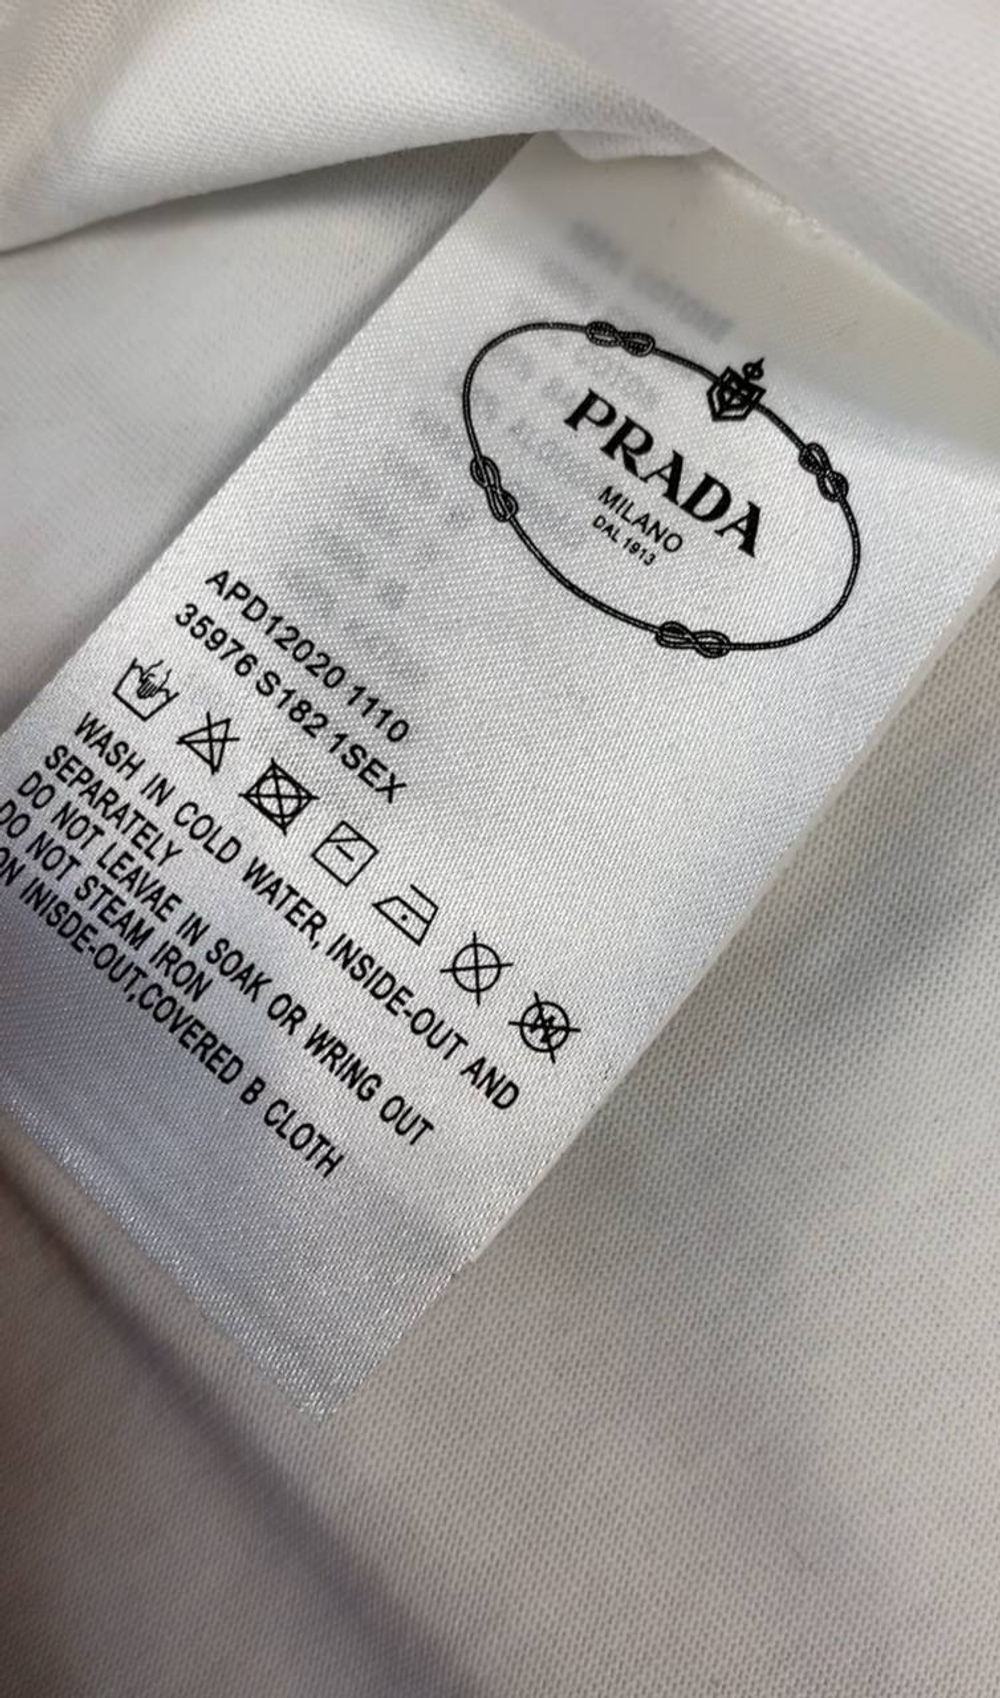 PRADA
MILANO
DAL 1913
APD12020 1110
35976 S182 1SEX
WASH IN COLD WATER, INSIDE-OUT AND
SEPARATELY
DO NOT LEAVAE IN SOAK OR WRING OUT
DO NOT STEAM IRON
ON INISDE-OUT,COVERED B CLOTH